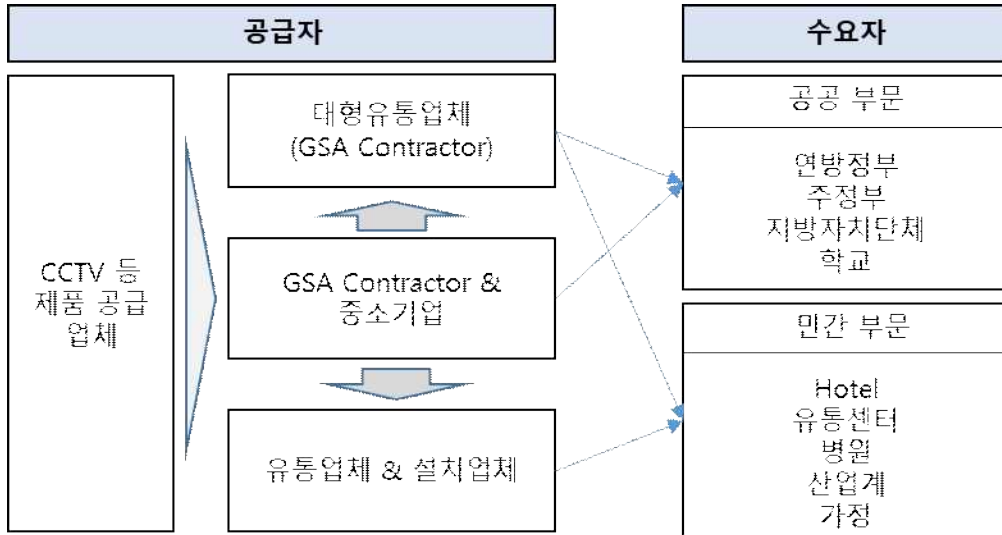 공급자
수요자
CCTV 등
제품 공급
업체
대형유통업체
(GSA Contractor)
GSA Contractor &
중소기업
유통업체 & 설치업체
공공 부문
연방정부
주정부
지방자치단체
학교
민간 부문
Hotel
유통센터
병원
산업계
가정